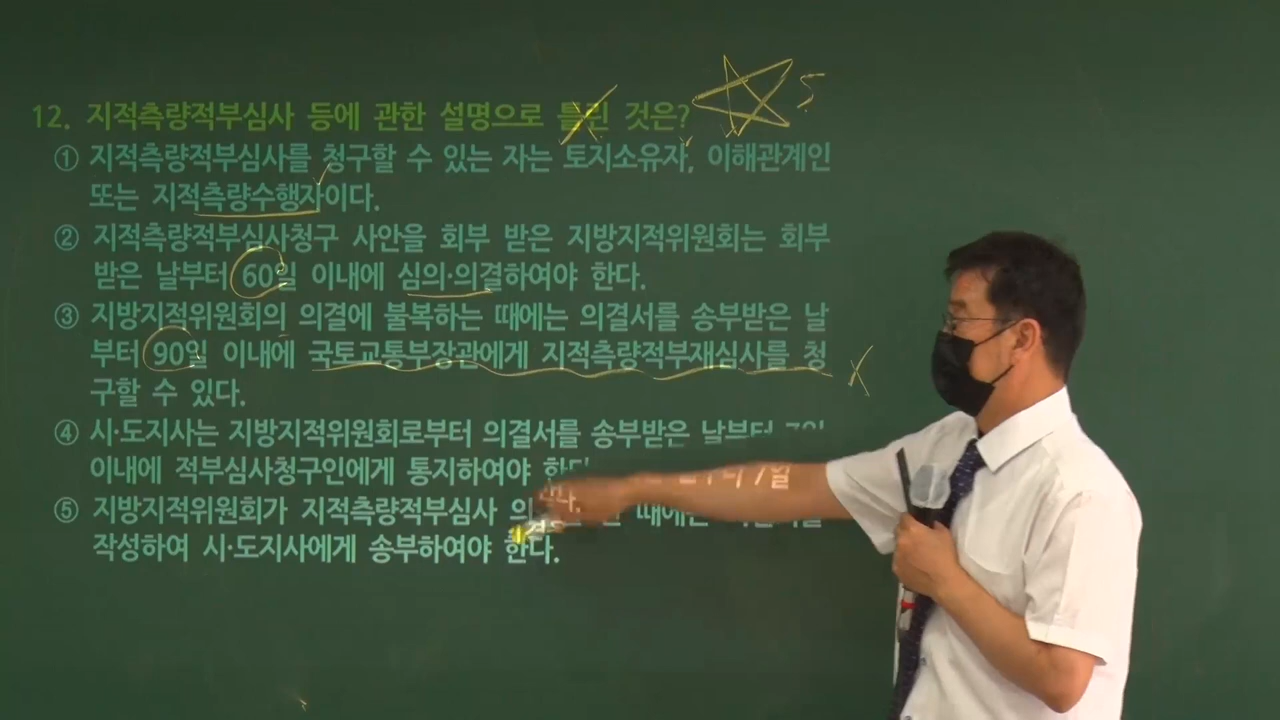 12. 지적측량적부심사 등에 관한 설명으로 틀린 것은? 5
① 지적측량적부심사를 청구할 수 있는 자는 토지소유자, 이해관계인
또는 지적측량수행자이다.
② 지적측량적부심사청구 사안을 회부 받은 지방지적위원회는 회부
받은 날부터 60일 이내에 심의·의결하여야 한다.
③ 지방지적위원회의 의결에 불복하는 때에는 의결서를 송부받은 날
부터 90일 이내에 국토교통부장관에게 지적측량적부재심사를 청
구할 수 있다.
④ 시·도지사는 지방지적위원회로부터 의결서를 송부받은 날부터 7일
이내에 적부심사청구인에게 통지하여야 한다.
⑤ 지방지적위원회가 지적측량적부심사 때에는
작성하여 시·도지사에게 송부하여야 한다.